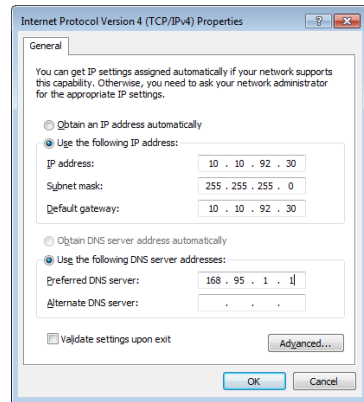 Internet Protocol Version 4 (TCP/IPv4) Properties
General
You can get IP settings assigned automatically if your network supports
this capability. Otherwise, you need to ask your network administrator
for the appropriate IP settings.
Obtain an IP address automatically
Use the following IP address:
IP address: 10 . 10 . 92 . 30
Subnet mask: 255 . 255 . 255 . 0
Default gateway: 10 . 10 . 92 . 30
Obtain DNS server address automatically
Use the following DNS server addresses:
Preferred DNS server: 168 . 95 . 1 . 1
Alternate DNS server: . . .
Validate settings upon exit
Advanced...
OK Cancel